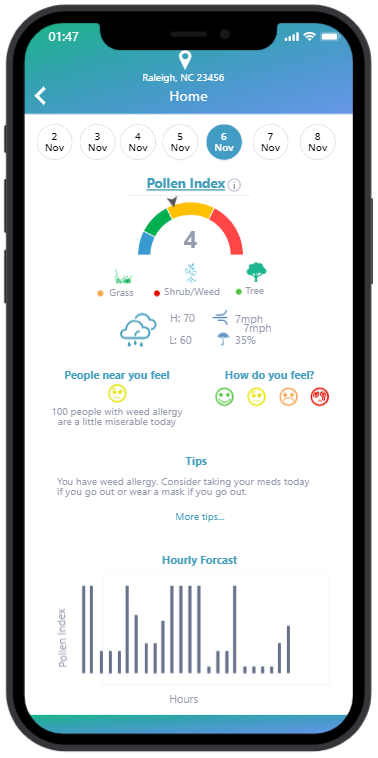 01:47
Raleigh, NC 23456
Home
2 Nov
3 Nov
4 Nov
5 Nov
6 Nov
7 Nov
8 Nov
Pollen Index i
4
Grass
Shrub/Weed
Tree
H: 70
7mph
7mph
L: 60
35%
People near you feel
How do you feel?
100 people with weed allergy
are a little miserable today
Tips
You have weed allergy. Consider taking your meds today
if you go out or wear a mask if you go out.
More tips...
Hourly Forcast
Pollen Index
Hours